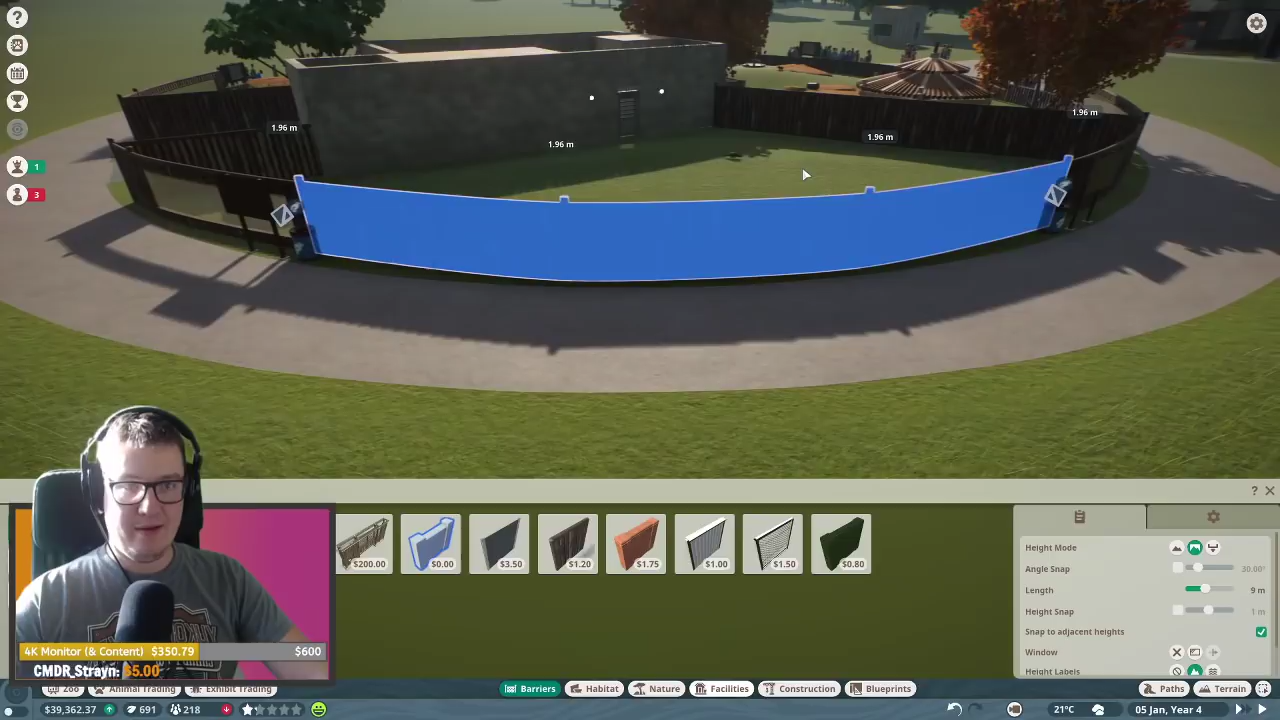 ?
1
3
1.96 m
1.96 m
1.96 m
1.96 m
? X
$200.00
$0.00
$3.50
$1.20
$1.75
$1.00
$1.50
$0.80
Height Mode
Angle Snap 30.00°
Length 9 m
Height Snap 1 m
Snap to adjacent heights
Window
Height Labels
4K Monitor (& Content) $350.79 $600
CMDR_Strayn: $5.00
Zoo
Animal Trading
Exhibit Trading
Barriers
Habitat
Nature
Facilities
Construction
Blueprints
Paths
Terrain
$39,362.37
691
218
21°C
05 Jan, Year 4